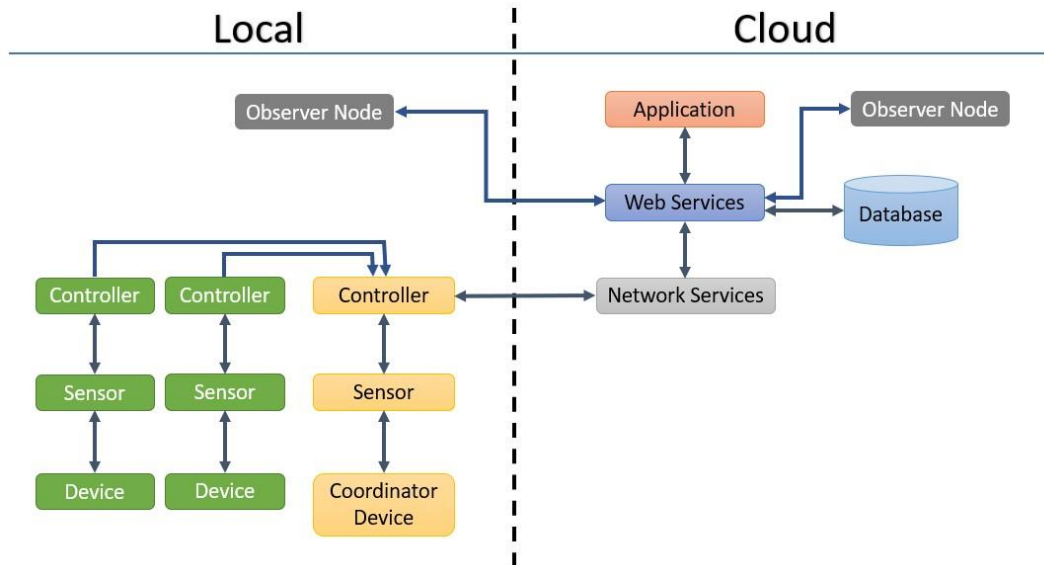 Local
Cloud
Observer Node
Application
Observer Node
Web Services
Database
Controller
Controller
Controller
Network Services
Sensor
Sensor
Sensor
Device
Device
Coordinator
Device